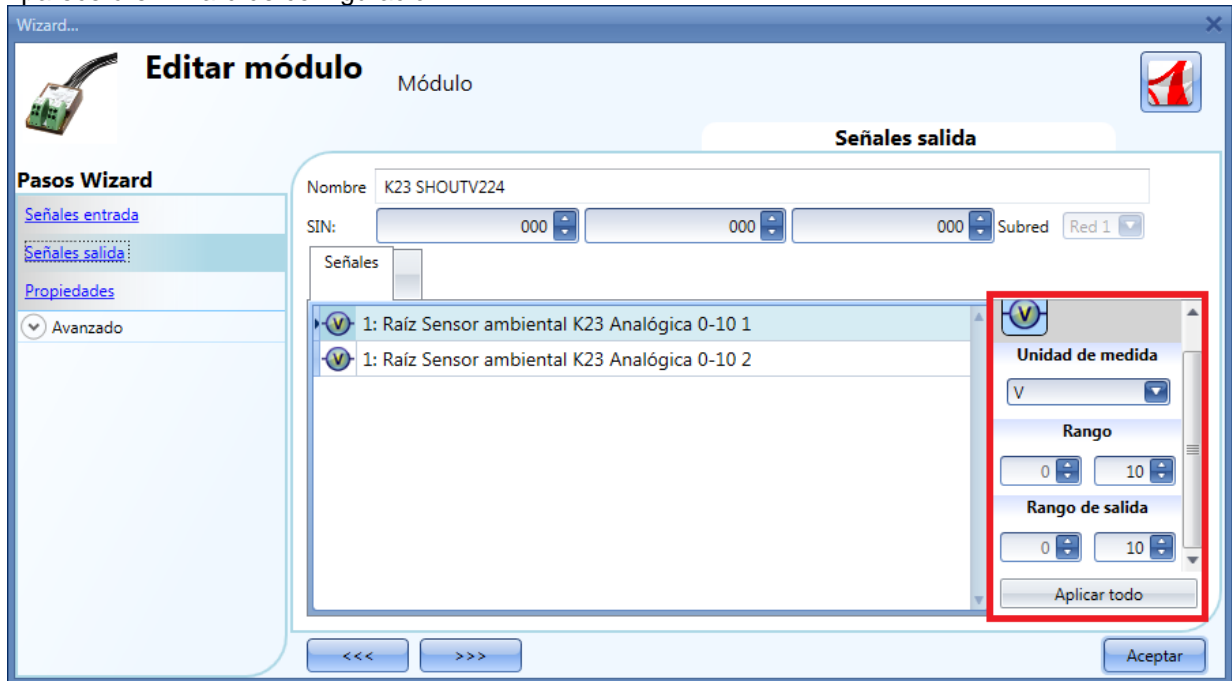 Wizard...
Editar módulo
Módulo
Señales salida
Pasos Wizard
Señales entrada
Señales salida
Propiedades
Avanzado
Nombre K23 SHOUTV224
SIN: 000 000 000 Subred Red 1
Señales
V 1: Raíz Sensor ambiental K23 Analógica 0-10 1
V 1: Raíz Sensor ambiental K23 Analógica 0-10 2
V
Unidad de medida
V
Rango
0 10
Rango de salida
0 10
Aplicar todo
<<< >>>
Aceptar